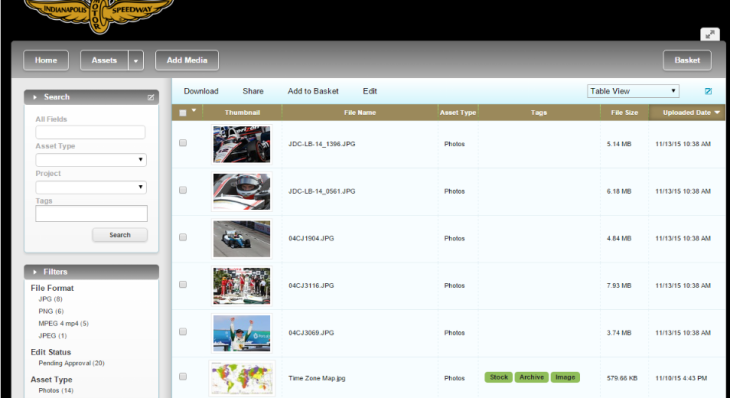 INDIANAPOLIS MOTOR SPEEDWAY
Home Assets Add Media Basket
Search
All Fields
Asset Type
Project
Tags
Search
Filters
File Format
JPG (8)
PNG (6)
MPEG 4 mp4 (5)
JPEG (1)
Edit Status
Pending Approval (20)
Asset Type
Photos (14)
Download Share Add to Basket Edit Table View
Thumbnail File Name Asset Type Tags File Size Uploaded Date
JDC-LB-14_1396.JPG Photos 5.14 MB 11/13/15 10:38 AM
JDC-LB-14_0561.JPG Photos 6.18 MB 11/13/15 10:38 AM
04CJ1904.JPG Photos 4.84 MB 11/13/15 10:38 AM
04CJ3116.JPG Photos 7.93 MB 11/13/15 10:38 AM
04CJ3069.JPG Photos 3.74 MB 11/13/15 10:38 AM
Time Zone Map.jpg Photos Stock Archive Image 579.66 KB 11/10/15 4:43 PM